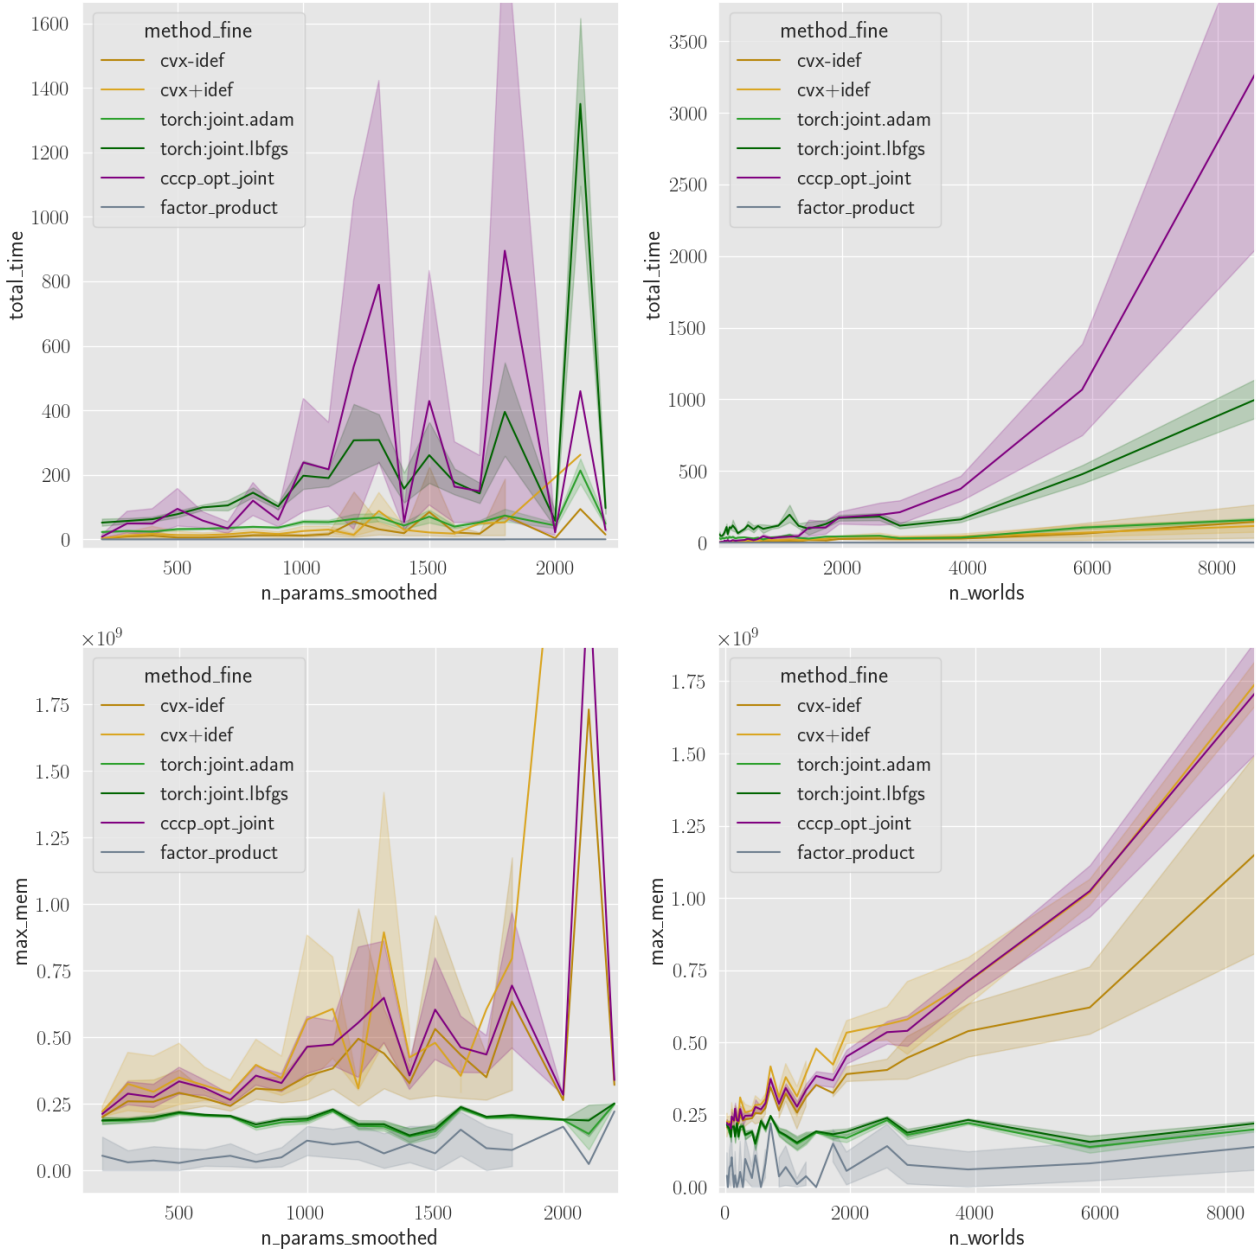 1600
1400
1200
1000
800
600
400
200
0
total_time
method_fine
cvx-idef
cvx+idef
torch:joint.adam
torch:joint.lbfgs
cccp_opt_joint
factor_product
500
1000
1500
2000
n_params_smoothed
3500
3000
2500
2000
1500
1000
500
0
total_time
method_fine
cvx-idef
cvx+idef
torch:joint.adam
torch:joint.lbfgs
cccp_opt_joint
factor_product
2000
4000
6000
8000
n_worlds
×10⁹
1.75
1.50
1.25
1.00
0.75
0.50
0.25
0.00
max_mem
method_fine
cvx-idef
cvx+idef
torch:joint.adam
torch:joint.lbfgs
cccp_opt_joint
factor_product
500
1000
1500
2000
n_params_smoothed
×10⁹
1.75
1.50
1.25
1.00
0.75
0.50
0.25
0.00
max_mem
method_fine
cvx-idef
cvx+idef
torch:joint.adam
torch:joint.lbfgs
cccp_opt_joint
factor_product
0
2000
4000
6000
8000
n_worlds